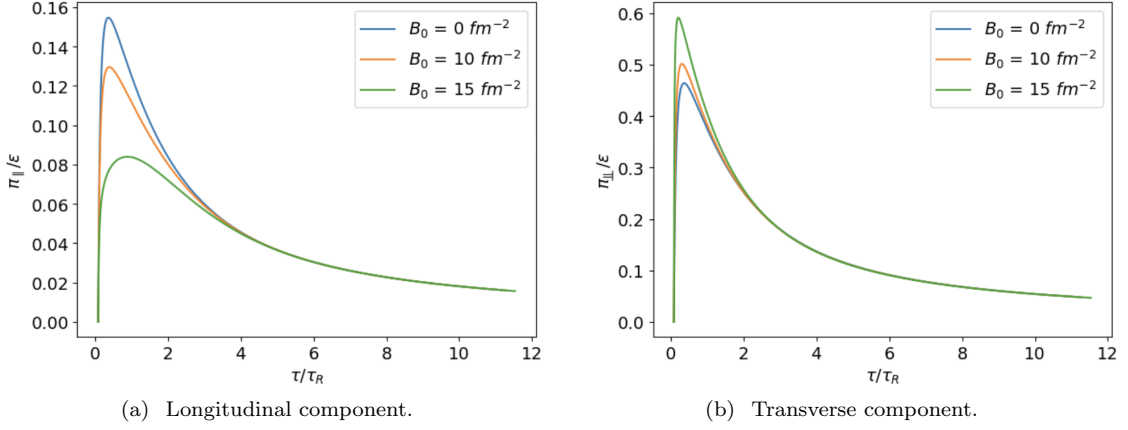 0.16
0.14
0.12
0.10
0.08
0.06
0.04
0.02
0.00
π∥/ε
0 2 4 6 8 10 12
τ/τR
B0 = 0 fm−2
B0 = 10 fm−2
B0 = 15 fm−2
(a) Longitudinal component.
0.6
0.5
0.4
0.3
0.2
0.1
0.0
π⫫/ε
0 2 4 6 8 10 12
τ/τR
B0 = 0 fm−2
B0 = 10 fm−2
B0 = 15 fm−2
(b) Transverse component.